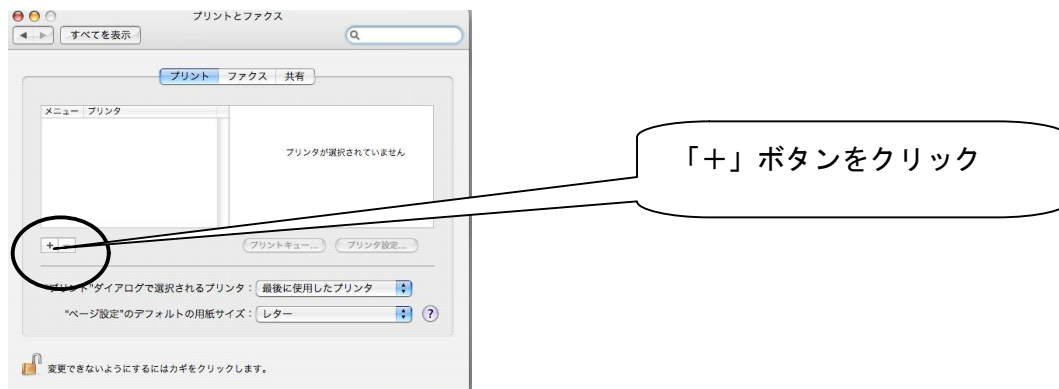 プリントとファクス
すべてを表示
プリント ファクス 共有
メニュー プリンタ
プリンタが選択されていません
「＋」ボタンをクリック
+ −
プリントキュー... プリンタ設定...
"プリント"ダイアログで選択されるプリンタ： 最後に使用したプリンタ
"ページ設定"のデフォルトの用紙サイズ： レター ?
変更できないようにするにはカギをクリックします。